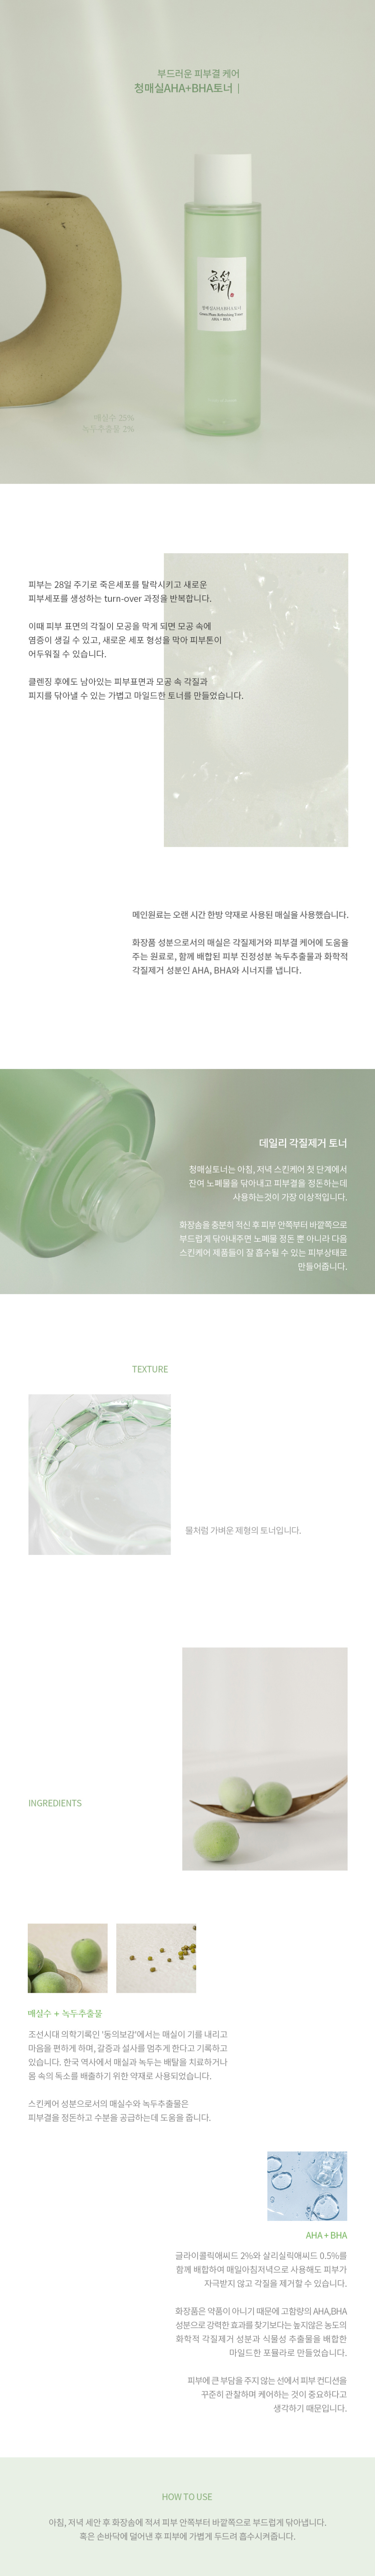 부드러운 피부결 케어
청매실AHA+BHA토너
조선
미녀
청매실AHA+BHA토너
Green Plum Refreshing Toner
AHA + BHA
매실수 29%
녹두추출물 2%
피부는 28일 주기로 죽은세포를 탈락시키고 새로운
피부세포를 생성하는 turn-over 과정을 반복합니다.
이때 피부 표면의 각질이 모공을 막게 되면 모공 속에
염증이 생길 수 있고, 새로운 세포 형성을 막아 피부톤이
어두워질 수 있습니다.
클렌징 후에도 남아있는 피부표면과 모공 속 각질과
피지를 닦아낼 수 있는 가볍고 마일드한 토너를 만들었습니다.
메인원료는 오랜 시간 한방 약재로 사용된 매실을 사용했습니다.
화장품 성분으로서의 매실은 각질제거와 피부결 케어에 도움을
주는 원료로, 함께 배합된 피부 진정성분 녹두추출물과 화학적
각질제거 성분인 AHA, BHA와 시너지를 냅니다.
데일리 각질제거 토너
청매실토너는 아침, 저녁 스킨케어 첫 단계에서
잔여 노폐물을 닦아내고 피부결을 정돈하는데
사용하는것이 가장 이상적입니다.
화장솜을 충분히 적신 후 피부 안쪽부터 바깥쪽으로
부드럽게 닦아내주면 노폐물 정돈 뿐 아니라 다음
스킨케어 제품들이 잘 흡수될 수 있는 피부상태로
만들어줍니다.
TEXTURE
물처럼 가벼운 제형의 토너입니다.
INGREDIENTS
매실수 + 녹두추출물
조선시대 의학기록인 '동의보감'에서는 매실이 기를 내리고
마음을 편하게 하며, 갈증과 설사를 멈추게 한다고 기록하고
있습니다. 한국 역사에서 매실과 녹두는 배탈을 치료하거나
몸 속의 독소를 배출하기 위한 약재로 사용되었습니다.
스킨케어 성분으로서의 매실수와 녹두추출물은
피부결을 정돈하고 수분을 공급하는데 도움을 줍니다.
AHA + BHA
글라이콜릭애씨드 2%와 살리실릭애씨드 0.5%를
함께 배합하여 매일아침저녁으로 사용해도 피부가
자극받지 않고 각질을 제거할 수 있습니다.
화장품은 약품이 아니기 때문에 고함량의 AHA,BHA
성분으로 강력한 효과를 찾기보다는 높지않은 농도의
화학적 각질제거 성분과 식물성 추출물을 배합한
마일드한 포뮬라로 만들었습니다.
피부에 큰 부담을 주지 않는 선에서 피부 컨디션을
꾸준히 관찰하며 케어하는 것이 중요하다고
생각하기 때문입니다.
HOW TO USE
아침, 저녁 세안 후 화장솜에 적셔 피부 안쪽부터 바깥쪽으로 부드럽게 닦아냅니다.
혹은 손바닥에 덜어낸 후 피부에 가볍게 두드려 흡수시켜줍니다.